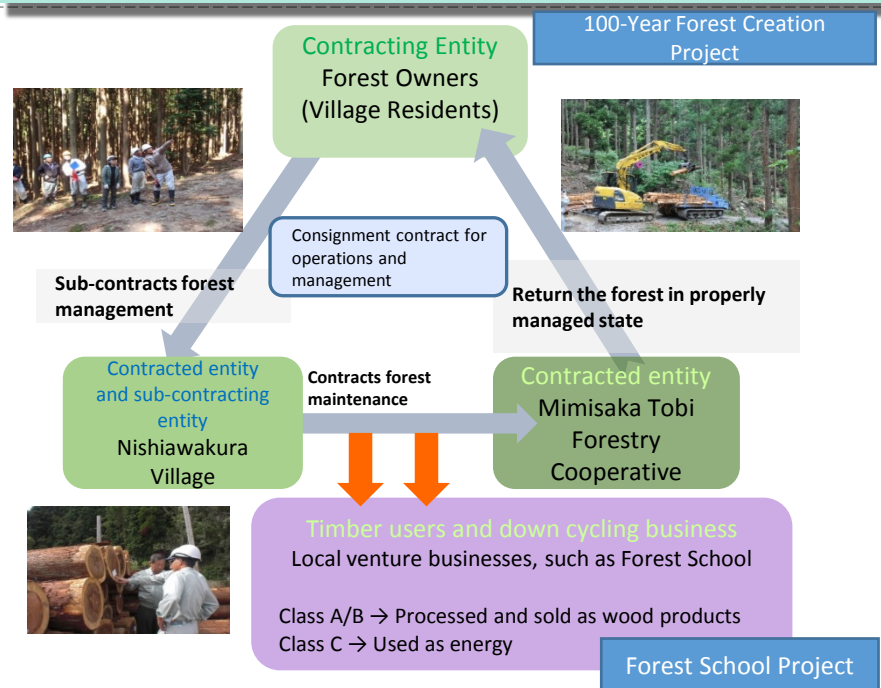 100-Year Forest Creation
Project
Contracting Entity
Forest Owners
(Village Residents)
Consignment contract for
operations and
management
Sub-contracts forest
management
Return the forest in properly
managed state
Contracted entity
and sub-contracting
entity
Nishiawakura
Village
Contracts forest
maintenance
Contracted entity
Mimisaka Tobi
Forestry
Cooperative
Timber users and down cycling business
Local venture businesses, such as Forest School
Class A/B → Processed and sold as wood products
Class C → Used as energy
Forest School Project